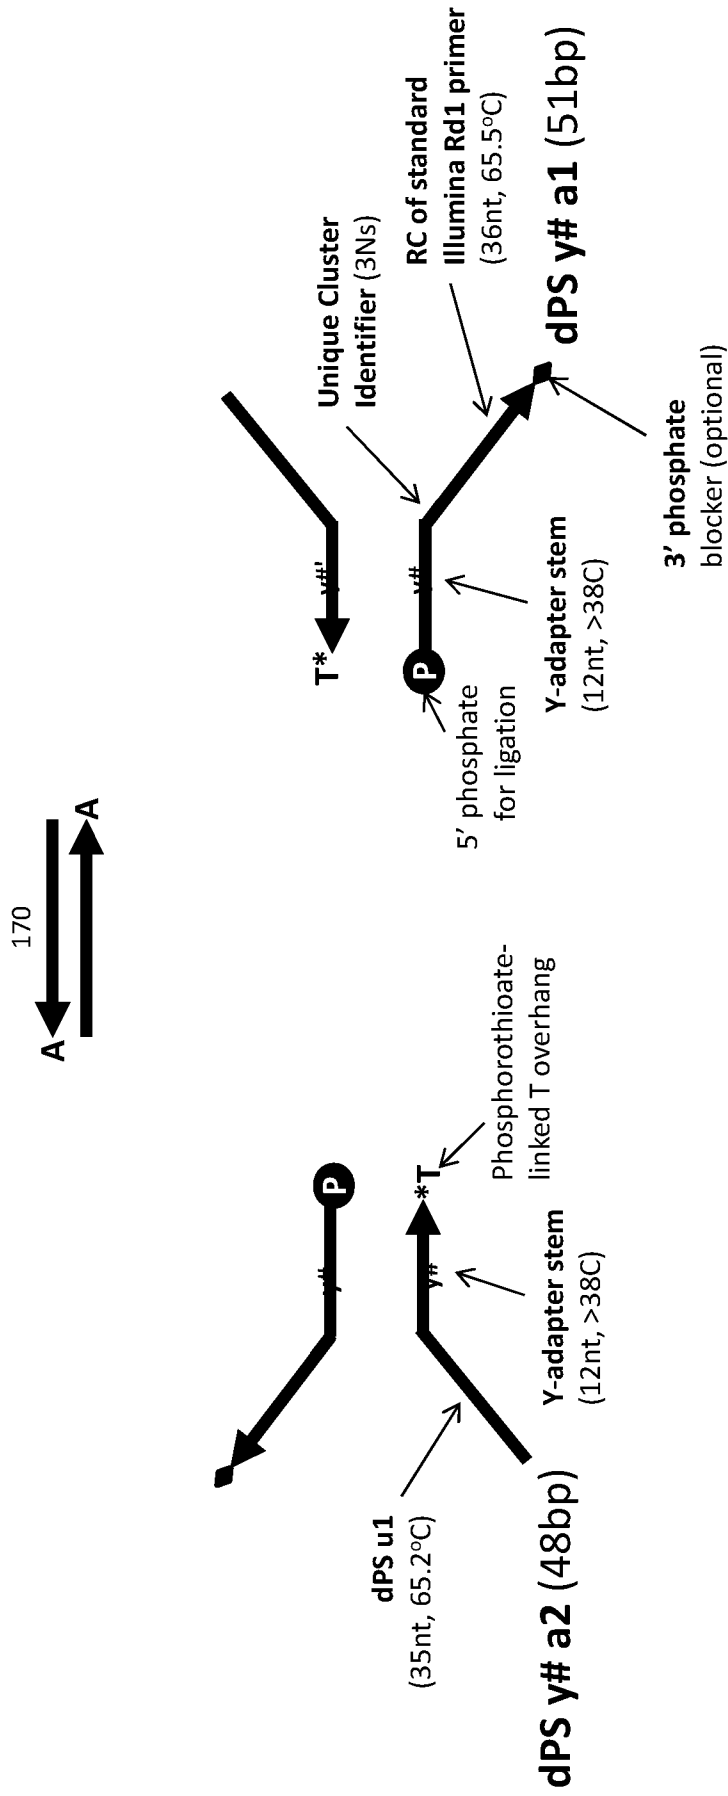 170
A
A
P
y#
T*
y#'
Unique Cluster
Identifier (3Ns)
dPS u1
(35nt, 65.2°C)
y#
*T
P
y#
RC of standard
Illumina Rd1 primer
(36nt, 65.5°C)
Phosphorothioate-
linked T overhang
5’ phosphate
for ligation
Y-adapter stem
(12nt, >38C)
Y-adapter stem
(12nt, >38C)
dPS y# a2 (48bp)
dPS y# a1 (51bp)
3’ phosphate
blocker (optional)